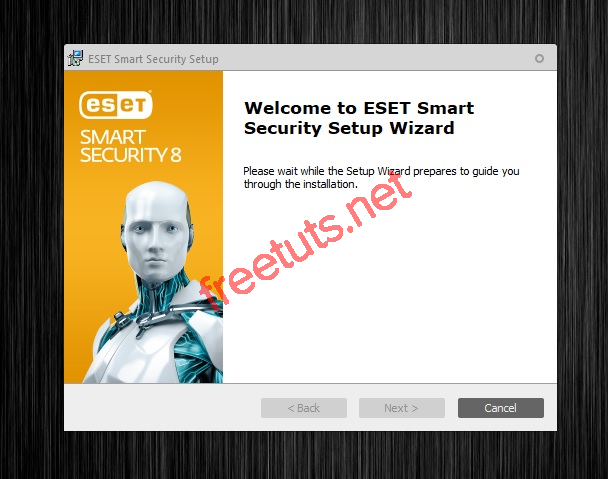 ESET Smart Security Setup
eset
SMART
SECURITY 8
Welcome to ESET Smart
Security Setup Wizard
Please wait while the Setup Wizard prepares to guide you
through the installation.
freetuts.net
< Back
Next >
Cancel